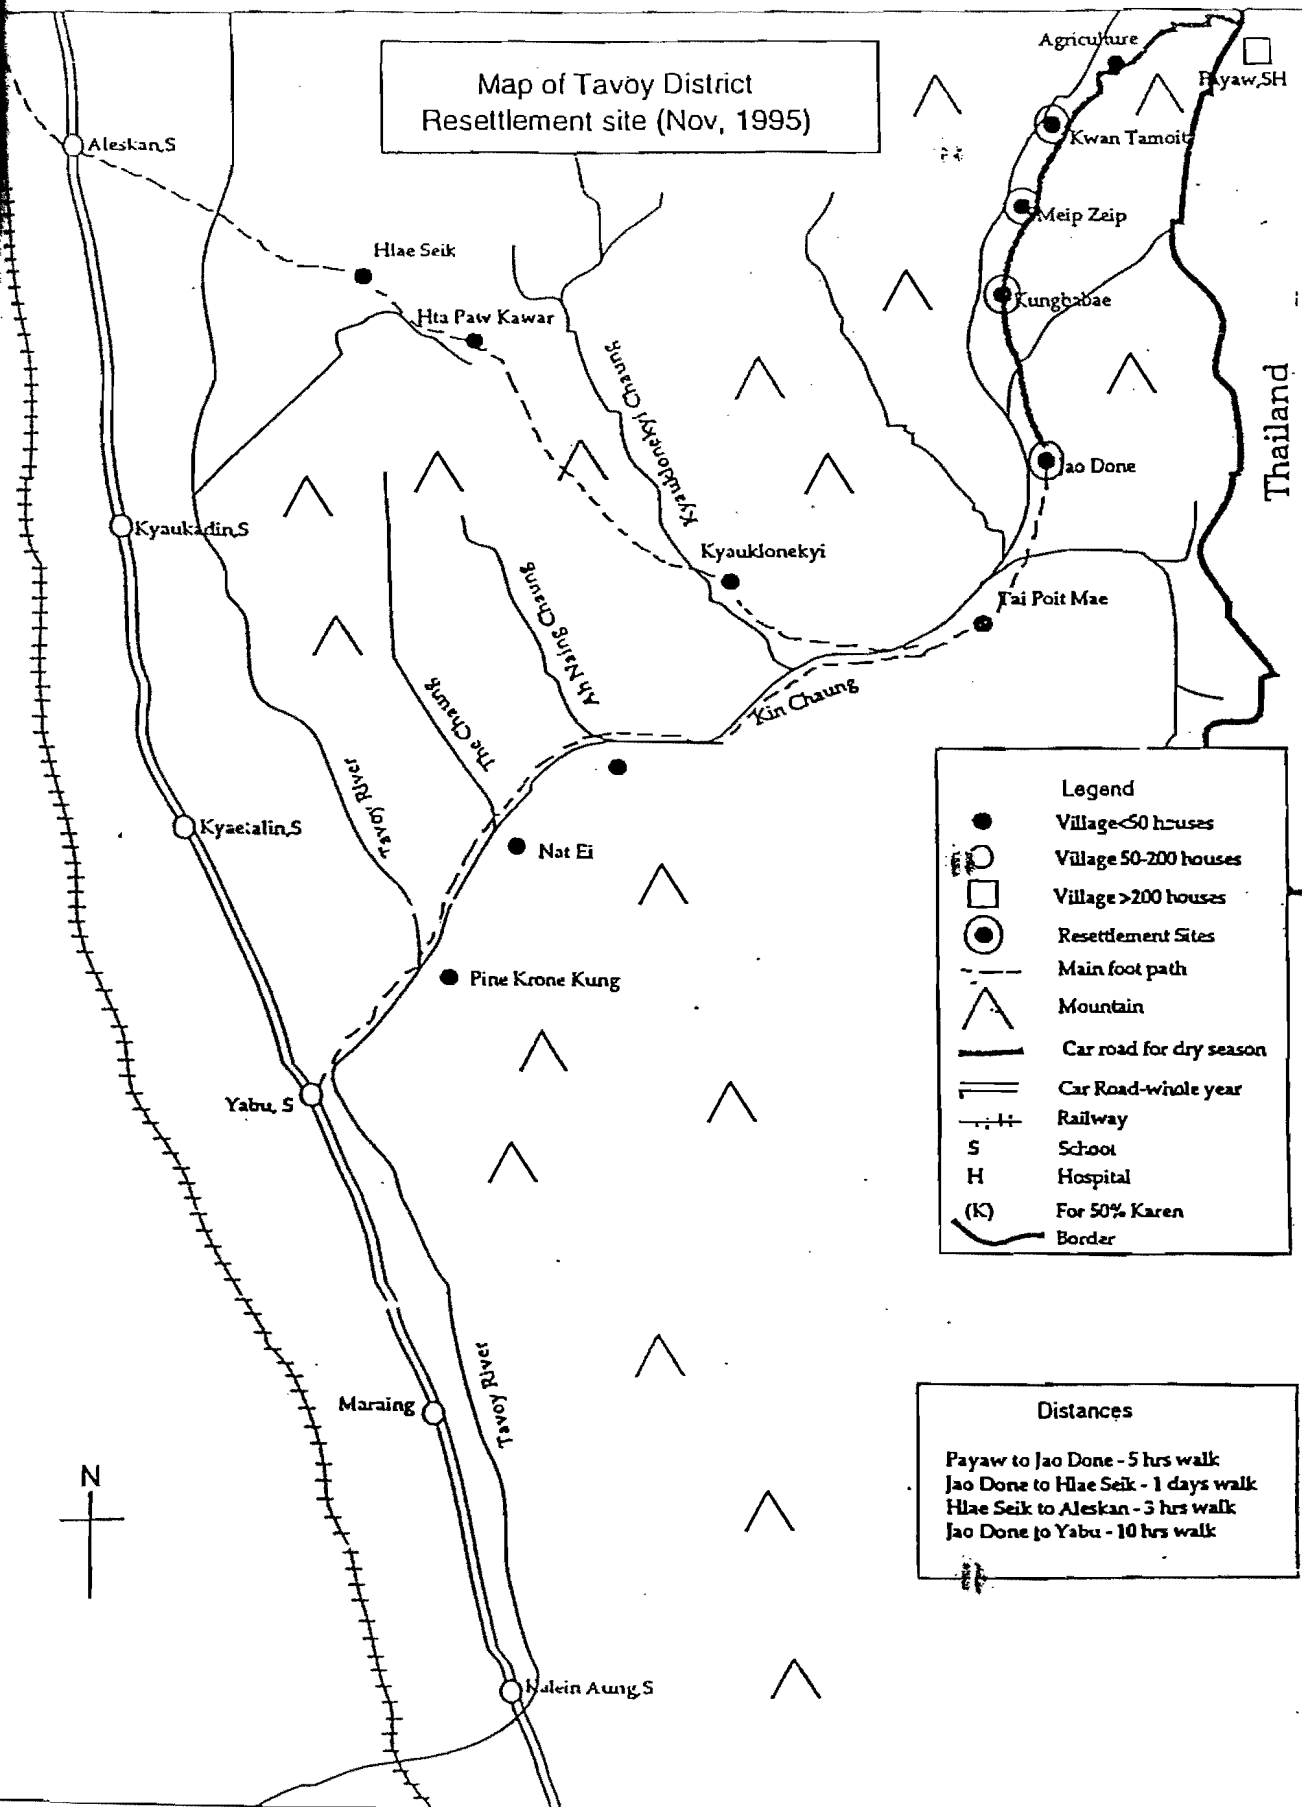 Map of Tavoy District
Resettlement site (Nov, 1995)
Agriculture
Payaw,SH
Kwan Tamoit
Aleskan,S
Meip Zeip
Hlae Seik
Kungbabae
Hta Paw Kawar
Kyauklonekyi Chaung
Thailand
Jao Done
Kyaukadin,S
Kyauklonekyi
Ah Naing Chaung
Tai Poit Mae
The Chaung
Kin Chaung
Tavoy River
Kyaetalin,S
Nat Ei
Pine Krone Kung
Yabu, S
Maraing
Tavoy River
N
Kalein Aung,S
Legend
Village<50 houses
Village 50-200 houses
Village >200 houses
Resettlement Sites
Main foot path
Mountain
Car road for dry season
Car Road-whole year
Railway
S School
H Hospital
(K) For 50% Karen
Border
Distances
Payaw to Jao Done - 5 hrs walk
Jao Done to Hlae Seik - 1 days walk
Hlae Seik to Aleskan - 3 hrs walk
Jao Done to Yabu - 10 hrs walk